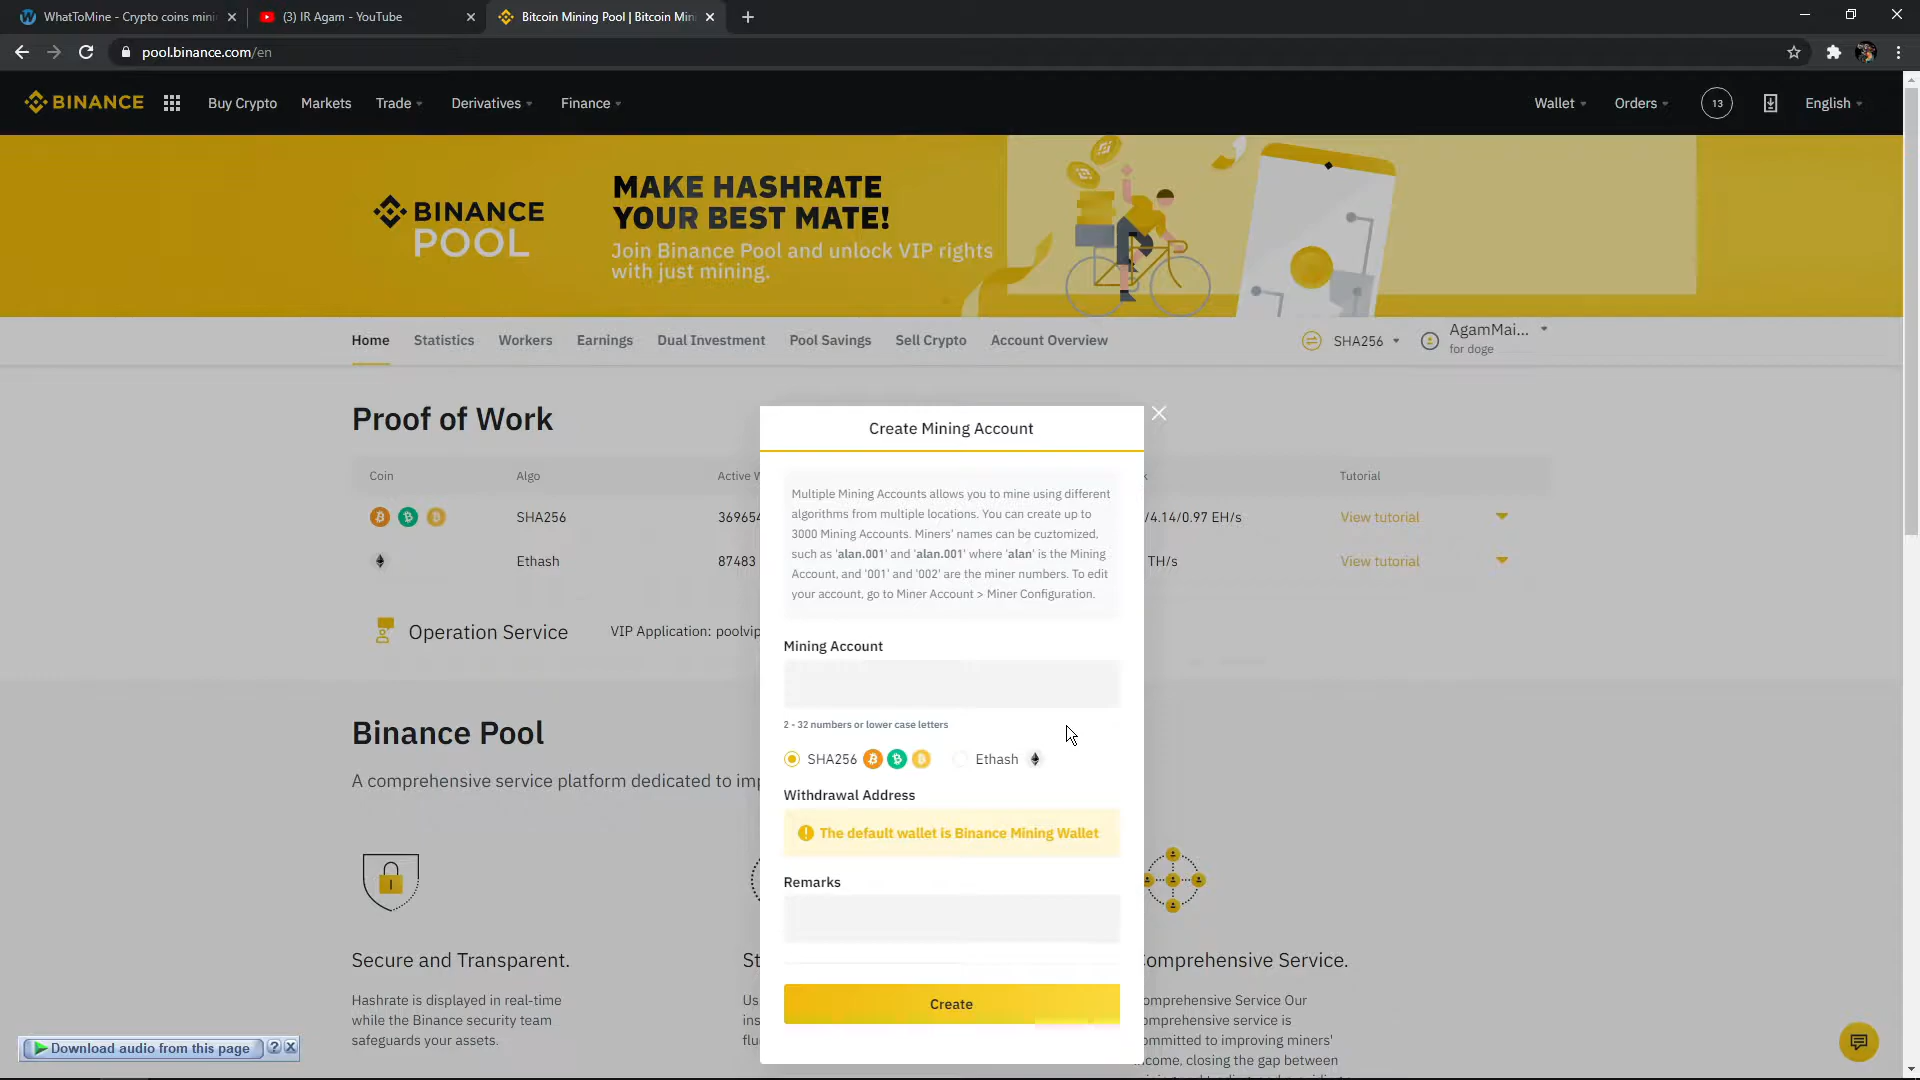 WhatToMine - Crypto coins mini
(3) IR Agam - YouTube
Bitcoin Mining Pool | Bitcoin Min
pool.binance.com/en
BINANCE
Buy Crypto
Markets
Trade
Derivatives
Finance
Wallet
Orders
13
English
BINANCE
POOL
MAKE HASHRATE
YOUR BEST MATE!
Join Binance Pool and unlock VIP rights
with just mining.
Home
Statistics
Workers
Earnings
Dual Investment
Pool Savings
Sell Crypto
Account Overview
SHA256
AgamMai...
for doge
Proof of Work
Coin
Algo
Active W
Tutorial
SHA256
369654
/4.14/0.97 EH/s
View tutorial
Ethash
87483
TH/s
View tutorial
Operation Service
VIP Application: poolvip
Create Mining Account
Multiple Mining Accounts allows you to mine using different
algorithms from multiple locations. You can create up to
3000 Mining Accounts. Miners' names can be cuztomized,
such as 'alan.001' and 'alan.001' where 'alan' is the Mining
Account, and '001' and '002' are the miner numbers. To edit
your account, go to Miner Account > Miner Configuration.
Mining Account
2 - 32 numbers or lower case letters
SHA256
Ethash
Withdrawal Address
The default wallet is Binance Mining Wallet
Remarks
Create
Binance Pool
A comprehensive service platform dedicated to imp
Secure and Transparent.
St
omprehensive Service.
Hashrate is displayed in real-time
while the Binance security team
safeguards your assets.
Us
ins
flu
omprehensive Service Our
omprehensive service is
ommitted to improving miners'
ncome, closing the gap between
Download audio from this page